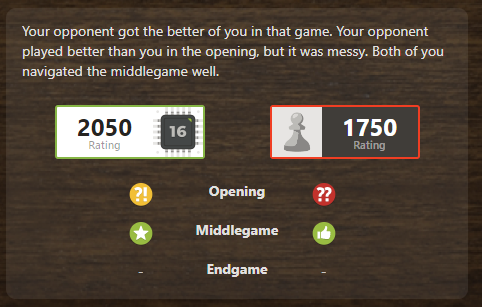 Your opponent got the better of you in that game. Your opponent
played better than you in the opening, but it was messy. Both of you
navigated the middlegame well.
2050
Rating
16
1750
Rating
?! Opening ??
Middlegame
- Endgame -